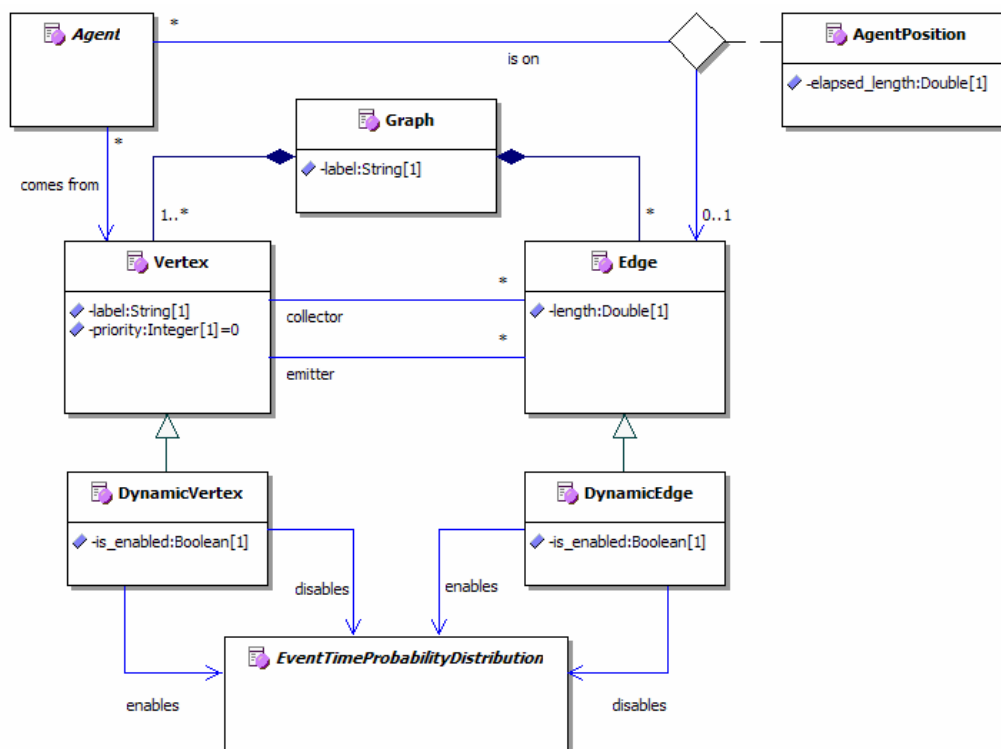 Agent
*
is on
AgentPosition
-elapsed_length:Double[1]
Graph
-label:String[1]
*
comes from
1..*
*
0..1
Vertex
-label:String[1]
-priority:Integer[1]=0
*
collector
*
emitter
Edge
-length:Double[1]
DynamicVertex
-is_enabled:Boolean[1]
DynamicEdge
-is_enabled:Boolean[1]
disables
enables
EventTimeProbabilityDistribution
enables
disables